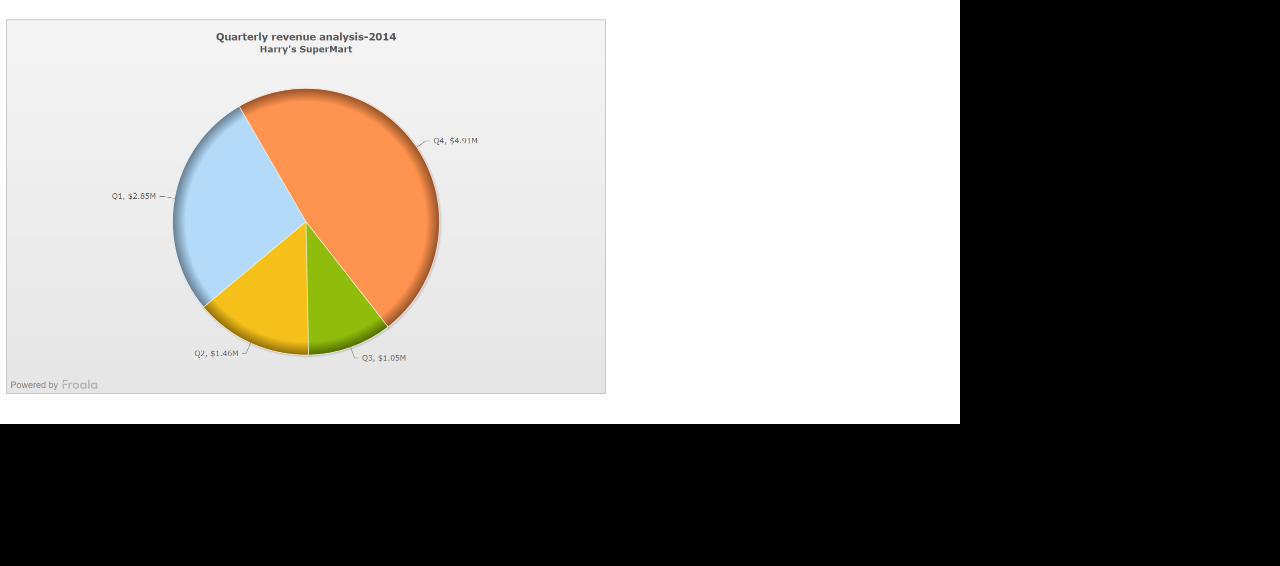 Quarterly revenue analysis-2014
Harry's SuperMart
Q4, $4.91M
Q1, $2.85M
Q2, $1.46M
Q3, $1.05M
Powered by Froala